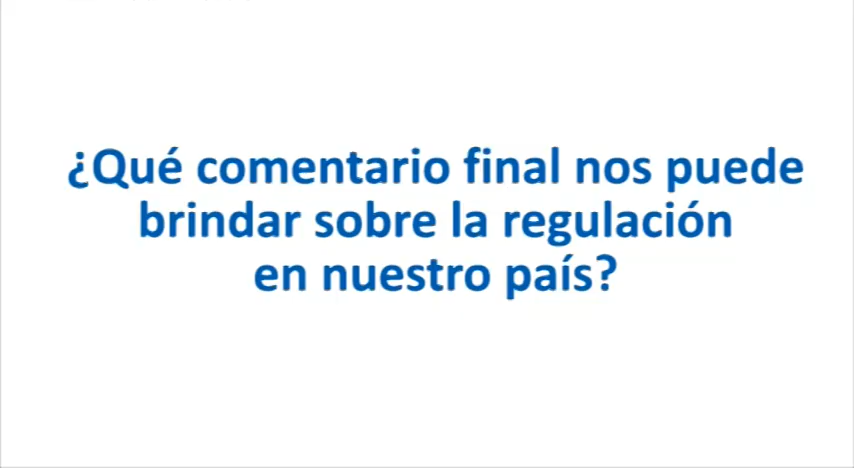 ¿Qué comentario final nos puede
brindar sobre la regulación
en nuestro país?